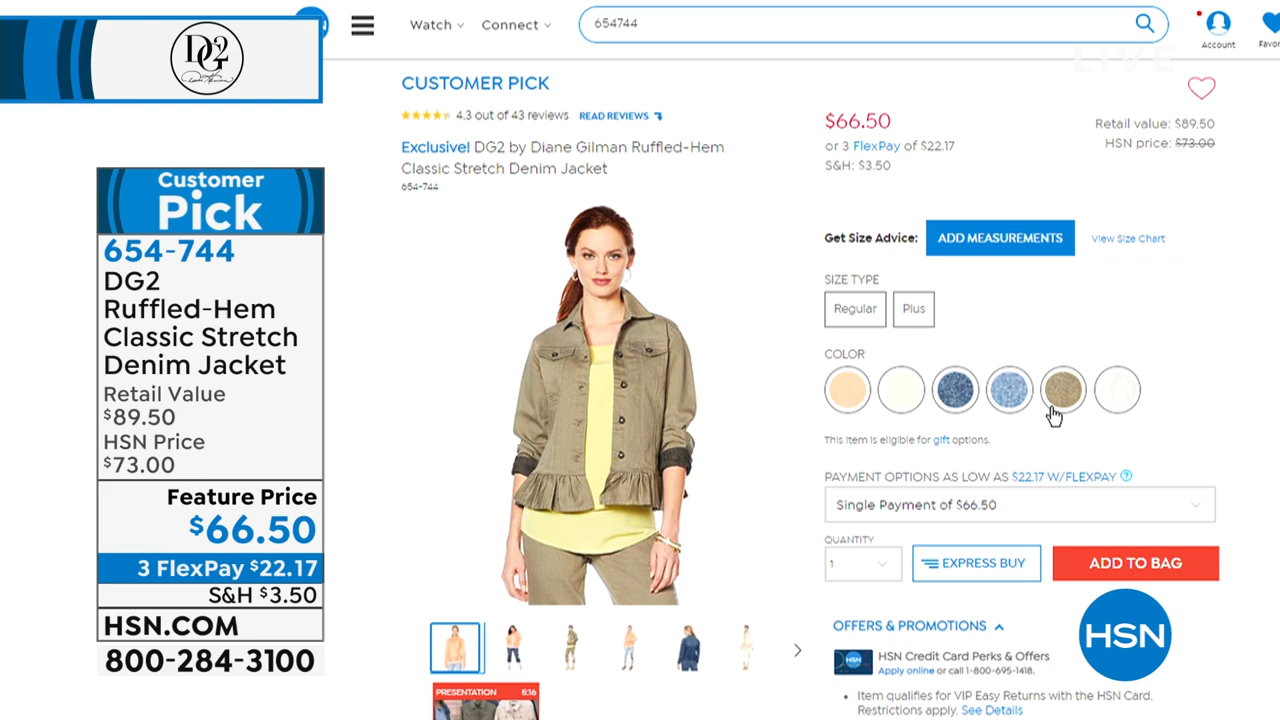 DG2
Customer
Pick
654-744
DG2
Ruffled-Hem
Classic Stretch
Denim Jacket
Retail Value
$89.50
HSN Price
$73.00
Feature Price
$66.50
3 FlexPay $22.17
S&H $3.50
HSN.COM
800-284-3100
Watch
Connect
654744
Account
LIVE
CUSTOMER PICK
4.3 out of 43 reviews READ REVIEWS
Exclusive! DG2 by Diane Gilman Ruffled-Hem
Classic Stretch Denim Jacket
654-744
$66.50
or 3 FlexPay of $22.17
S&H: $3.50
Retail value: $89.50
HSN price: $73.00
Get Size Advice: ADD MEASUREMENTS View Size Chart
SIZE TYPE
Regular Plus
COLOR
This item is eligible for gift options.
PAYMENT OPTIONS AS LOW AS $22.17 W/FLEXPAY ?
Single Payment of $66.50
QUANTITY
1
EXPRESS BUY
ADD TO BAG
OFFERS & PROMOTIONS
HSN
HSN Credit Card Perks & Offers
Apply online or call 1-800-695-1418.
• Item qualifies for VIP Easy Returns with the HSN Card.
Restrictions apply. See Details
HSN
PRESENTATION 5:16